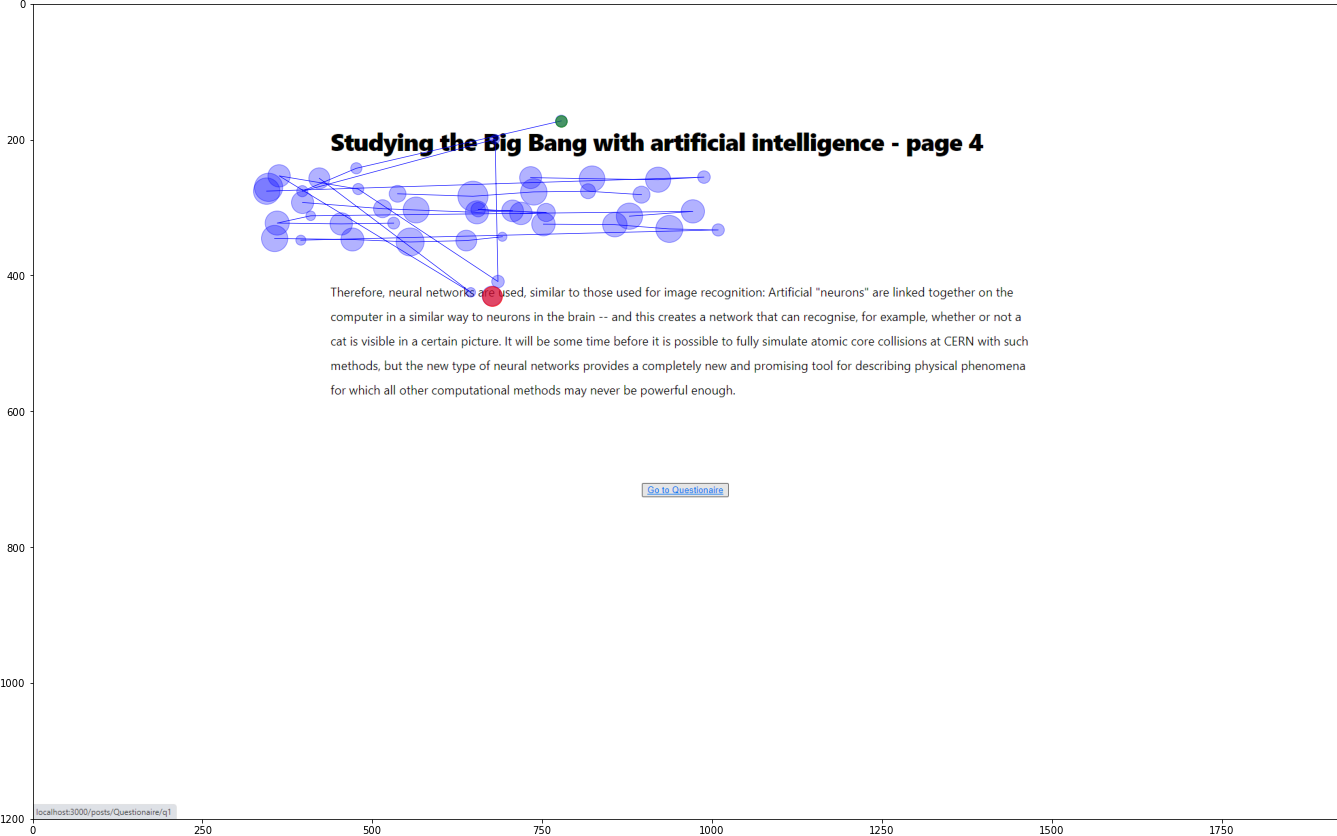 0
200
Studying the Big Bang with artificial intelligence - page 4
400
Therefore, neural networks are used, similar to those used for image recognition: Artificial "neurons" are linked together on the
computer in a similar way to neurons in the brain -- and this creates a network that can recognise, for example, whether or not a
cat is visible in a certain picture. It will be some time before it is possible to fully simulate atomic core collisions at CERN with such
methods, but the new type of neural networks provides a completely new and promising tool for describing physical phenomena
for which all other computational methods may never be powerful enough.
600
Go to Questionaire
800
1000
localhost:3000/posts/Questionaire/q1
1200
0 250 500 750 1000 1250 1500 1750